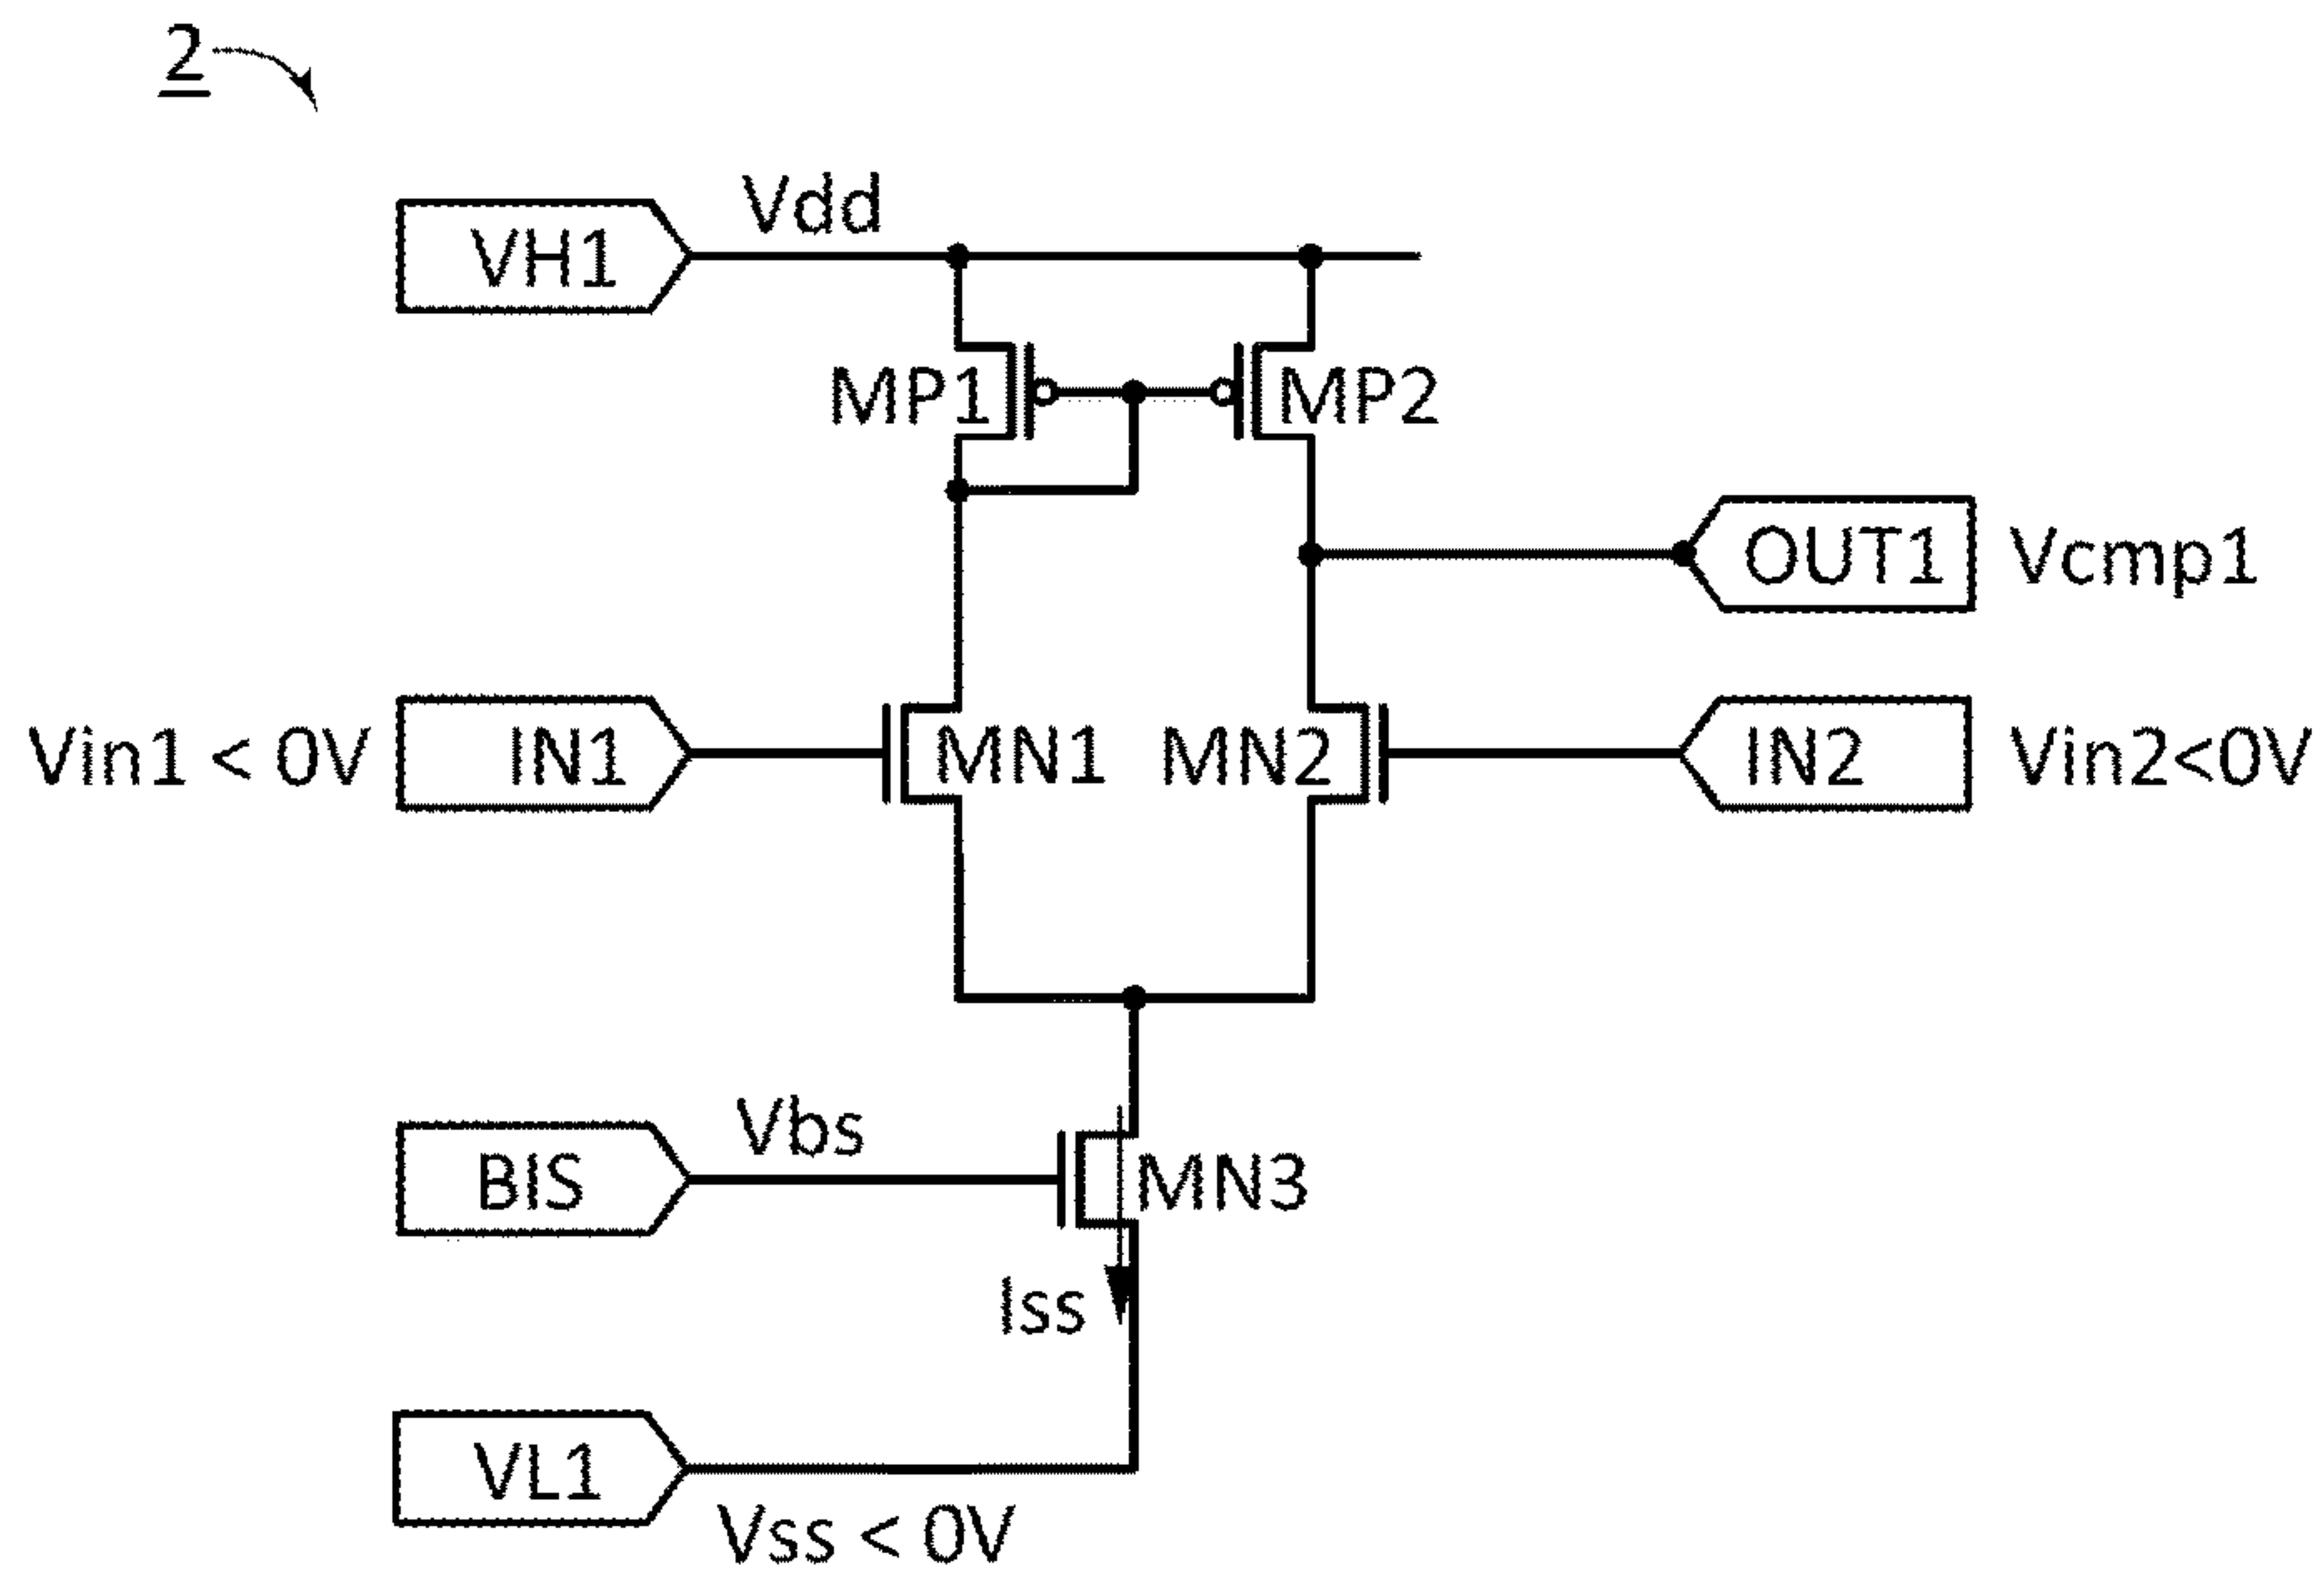 2
Vdd
VH1
MP1
MP2
OUT1
Vcmp1
Vin1 < 0V
IN1
MN1
MN2
IN2
Vin2<0V
Vbs
BIS
MN3
Iss
VL1
Vss < 0V